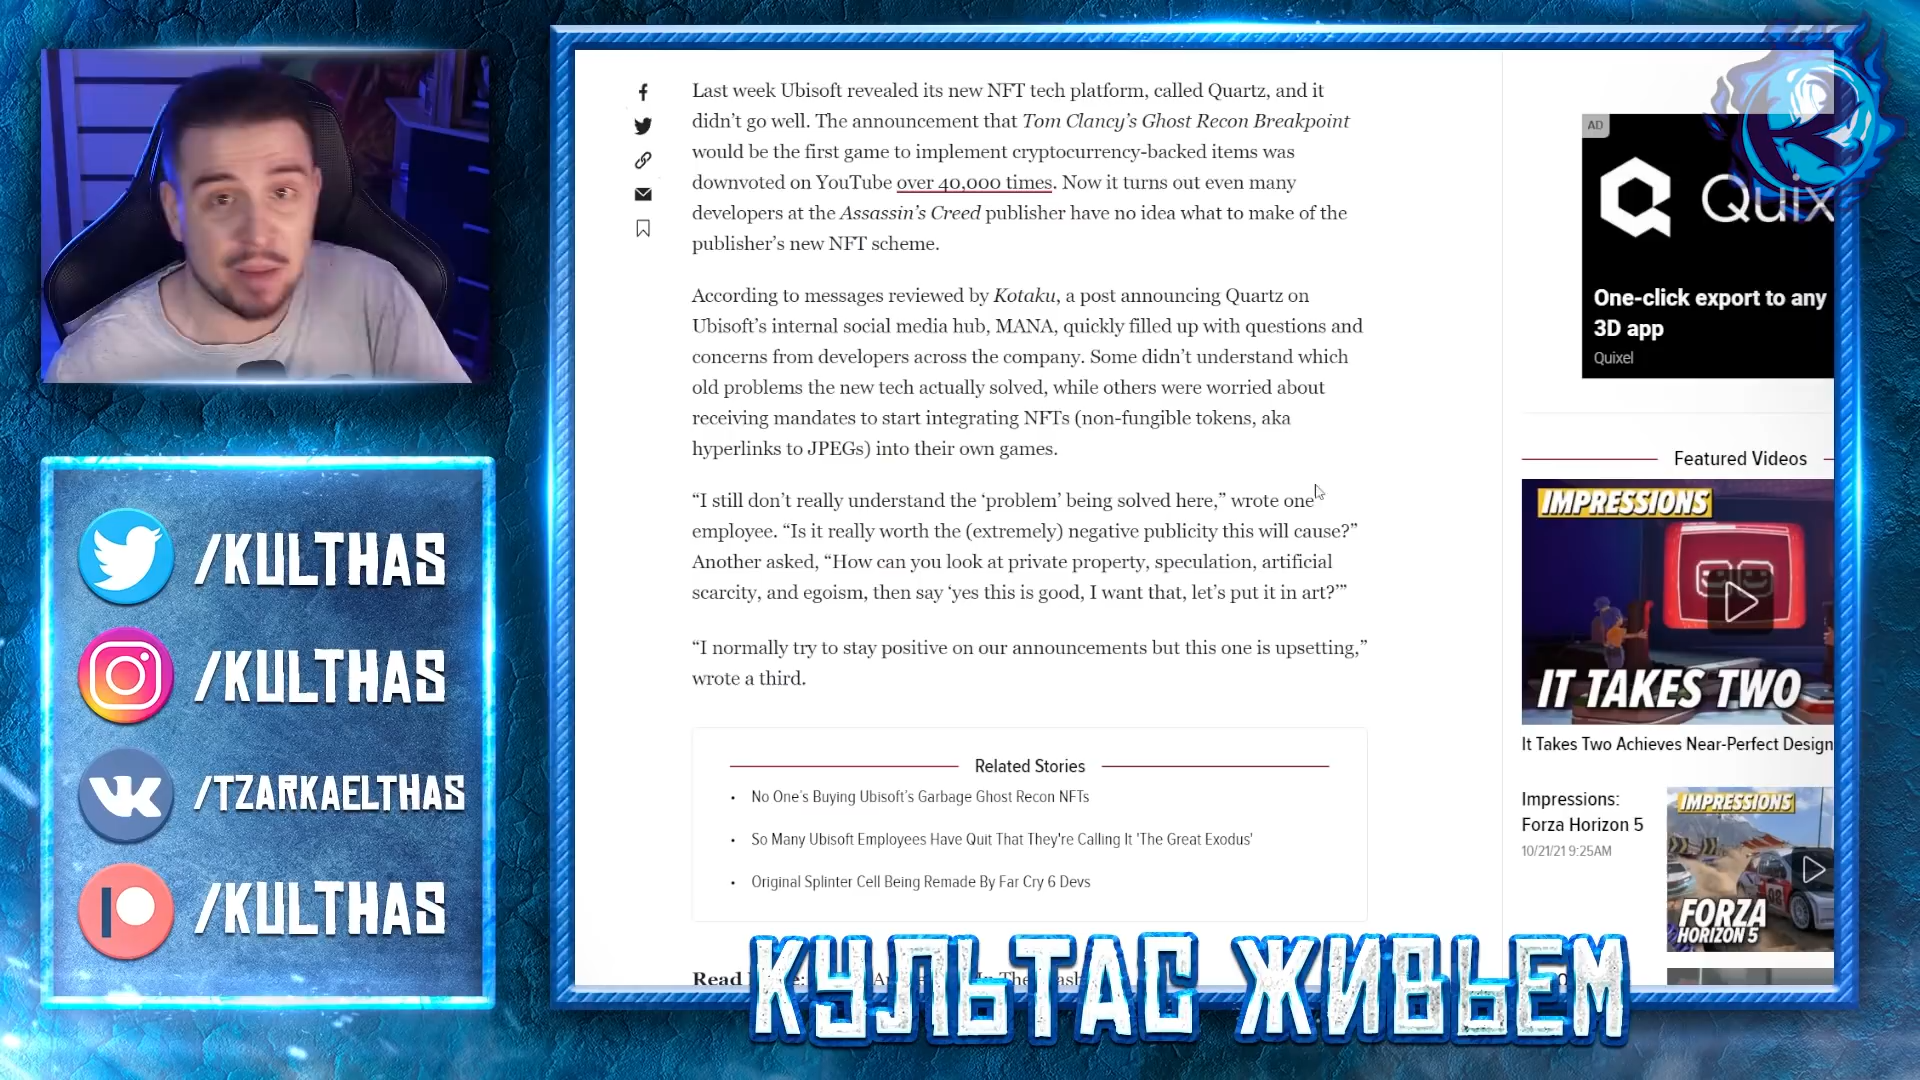 Last week Ubisoft revealed its new NFT tech platform, called Quartz, and it
didn’t go well. The announcement that Tom Clancy’s Ghost Recon Breakpoint
would be the first game to implement cryptocurrency-backed items was
downvoted on YouTube over 40,000 times. Now it turns out even many
developers at the Assassin’s Creed publisher have no idea what to make of the
publisher’s new NFT scheme.
According to messages reviewed by Kotaku, a post announcing Quartz on
Ubisoft’s internal social media hub, MANA, quickly filled up with questions and
concerns from developers across the company. Some didn’t understand which
old problems the new tech actually solved, while others were worried about
receiving mandates to start integrating NFTs (non-fungible tokens, aka
hyperlinks to JPEGs) into their own games.
“I still don’t really understand the ‘problem’ being solved here,” wrote one
employee. “Is it really worth the (extremely) negative publicity this will cause?”
Another asked, “How can you look at private property, speculation, artificial
scarcity, and egoism, then say ‘yes this is good, I want that, let’s put it in art?’”
“I normally try to stay positive on our announcements but this one is upsetting,”
wrote a third.
Related Stories
• No One’s Buying Ubisoft’s Garbage Ghost Recon NFTs
• So Many Ubisoft Employees Have Quit That They're Calling It 'The Great Exodus'
• Original Splinter Cell Being Remade By Far Cry 6 Devs
Read
AD
Quix
One-click export to any
3D app
Quixel
Featured Videos
IMPRESSIONS
IT TAKES TWO
It Takes Two Achieves Near-Perfect Design
Impressions:
Forza Horizon 5
10/21/21 9:25AM
IMPRESSIONS
FORZA
HORIZON 5
/KULTHAS
/KULTHAS
/TZARKAELTHAS
/KULTHAS
КУЛЬТАС ЖИВЬЕМ